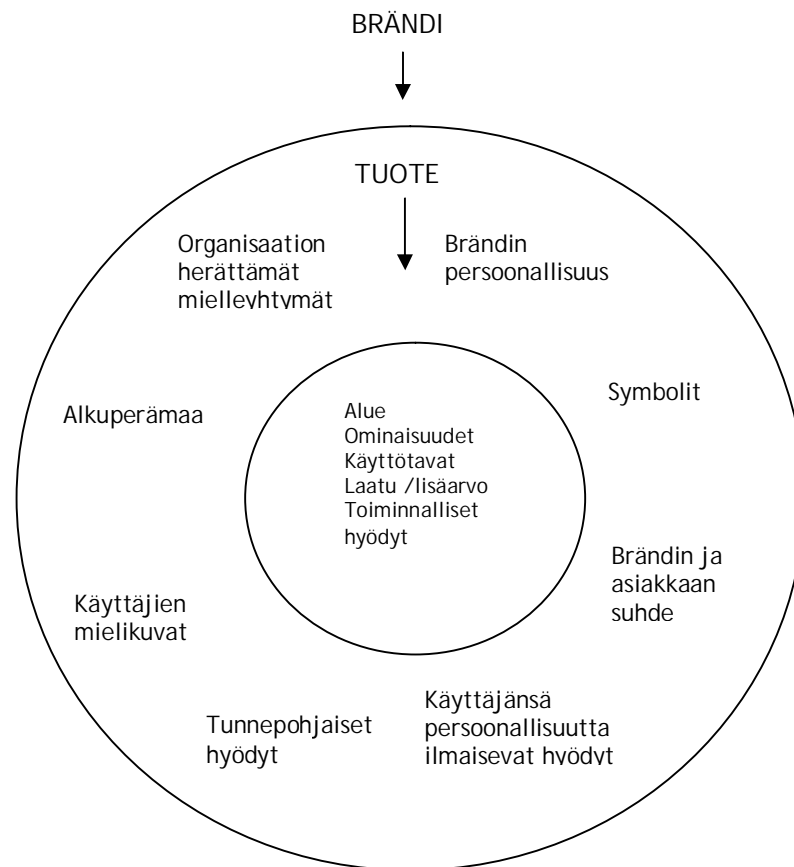 BRÄNDI
TUOTE
Organisaation
herättämät
mielleyhtymät
Brändin
persoonallisuus
Symbolit
Alkuperämaa
Alue
Ominaisuudet
Käyttötavat
Laatu /lisäarvo
Toiminnalliset
hyödyt
Brändin ja
asiakkaan
suhde
Käyttäjien
mielikuvat
Tunnepohjaiset
hyödyt
Käyttäjänsä
persoonallisuutta
ilmaisevat hyödyt